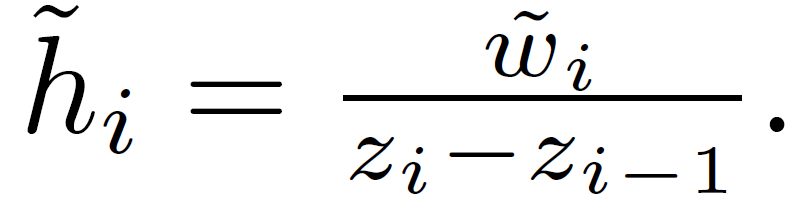 $\tilde{h}_i = \frac{\tilde{w}_i}{z_i - z_{i-1}}.$